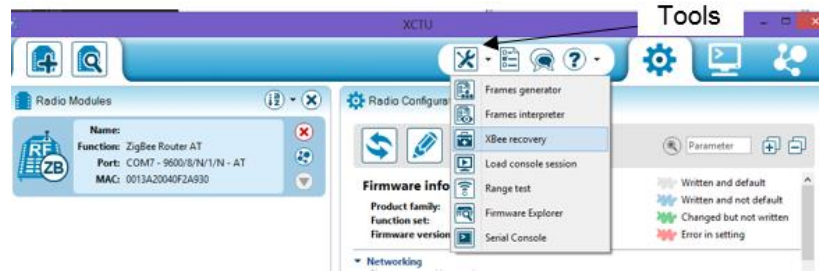 Tools
XCTU
Radio Modules
Name:
Function: ZigBee Router AT
Port: COM7 - 9600/8/N/1/N - AT
MAC: 0013A20040F2A930
RF
ZB
Frames generator
Frames interpreter
XBee recovery
Load console session
Range test
Firmware Explorer
Serial Console
Radio Configura
Parameter
Firmware info
Product family:
Function set:
Firmware version
Written and default
Written and not default
Changed but not written
Error in setting
Networking